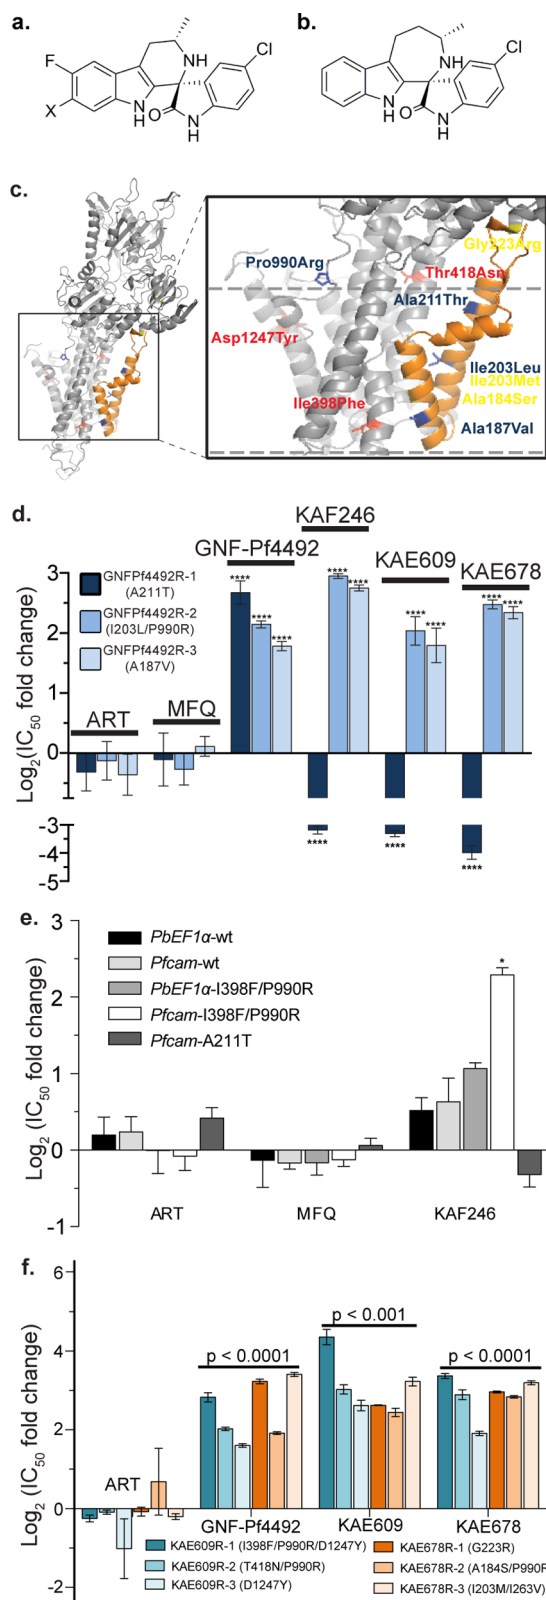 a.
b.
F
X
N
H
NH
O
N
H
Cl
N
H
NH
O
N
H
Cl
c.
Gly223Arg
Pro990Arg
Thr418Asn
Ala211Thr
Asp1247Tyr
Ile203Leu
Ile203Met
Ile398Phe
Ala184Ser
Ala187Val
d.
KAF246
GNF-Pf4492
KAE609
KAE678
GNFPf4492R-1
(A211T)
GNFPf4492R-2
(I203L/P990R)
GNFPf4492R-3
(A187V)
ART
MFQ
Log2(IC50 fold change)
3
2
1
0
-3
-4
-5
**** **** ****
**** ****
**** ****
**** ****
****
****
****
e.
PbEF1α-wt
Pfcam-wt
PbEF1α-I398F/P990R
Pfcam-I398F/P990R
Pfcam-A211T
*
Log2 (IC50 fold change)
3
2
1
0
-1
ART
MFQ
KAF246
f.
Log2 (IC50 fold change)
6
4
2
0
-2
p < 0.0001
p < 0.001
p < 0.0001
ART
GNF-Pf4492
KAE609
KAE678
KAE609R-1 (I398F/P990R/D1247Y)
KAE609R-2 (T418N/P990R)
KAE609R-3 (D1247Y)
KAE678R-1 (G223R)
KAE678R-2 (A184S/P990R)
KAE678R-3 (I203M/I263V)